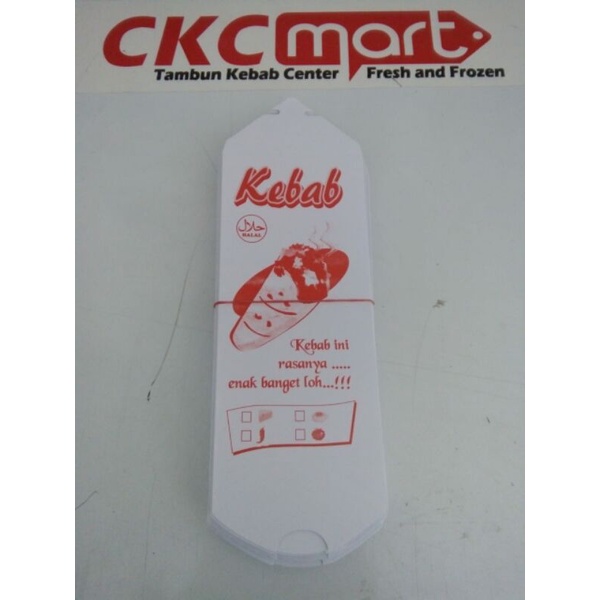 CKCmart
Tambun Kebab Center
Fresh and Frozen
Kebab
حلال
HALAL
Kebab ini
rasanya .....
enak banget loh...!!!